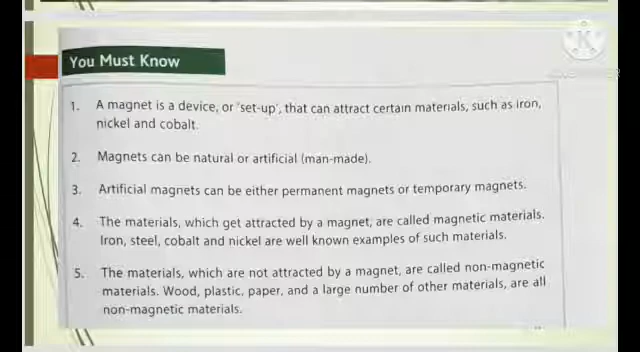 You Must Know
1. A magnet is a device, or 'set-up', that can attract certain materials, such as iron,
nickel and cobalt.
2. Magnets can be natural or artificial (man-made).
3. Artificial magnets can be either permanent magnets or temporary magnets.
4. The materials, which get attracted by a magnet, are called magnetic materials.
Iron, steel, cobalt and nickel are well known examples of such materials.
5. The materials, which are not attracted by a magnet, are called non-magnetic
materials. Wood, plastic, paper, and a large number of other materials, are all
non-magnetic materials.